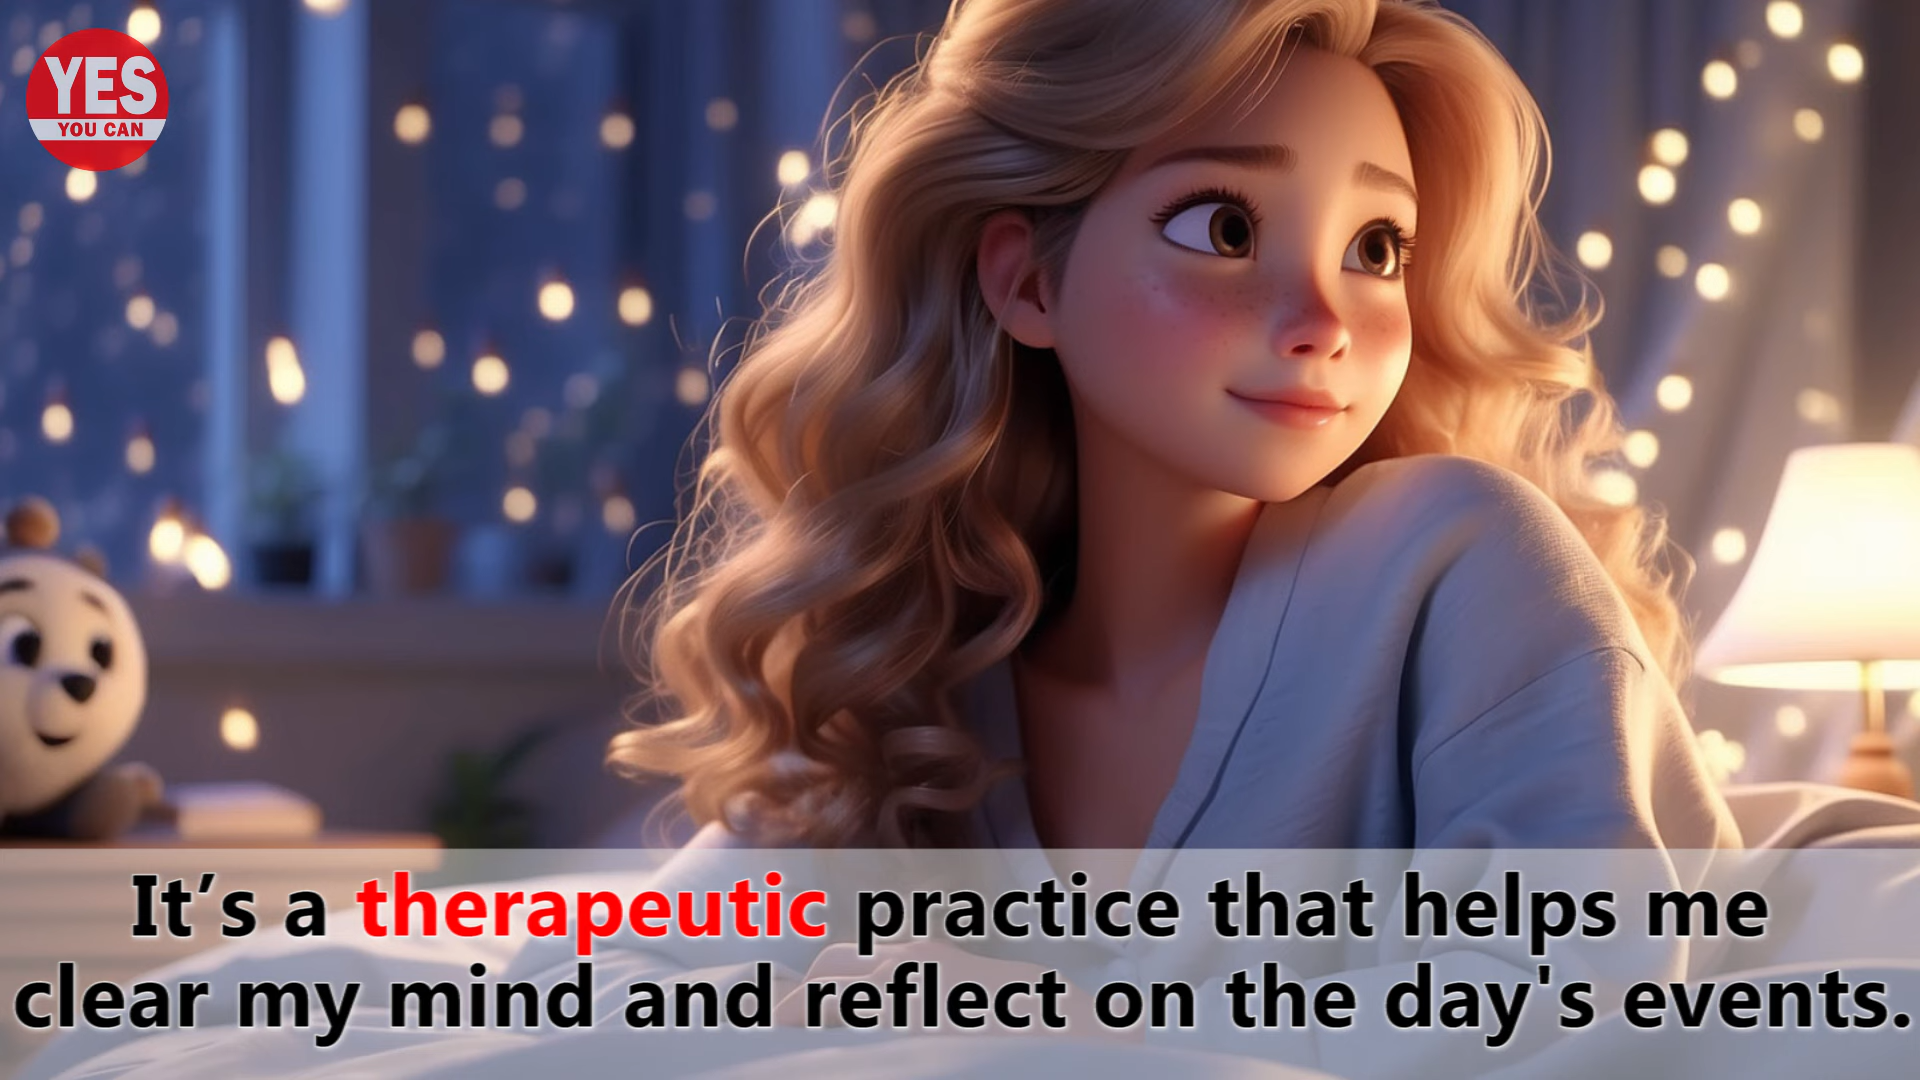 YES
YOU CAN
It’s a therapeutic practice that helps me
clear my mind and reflect on the day's events.